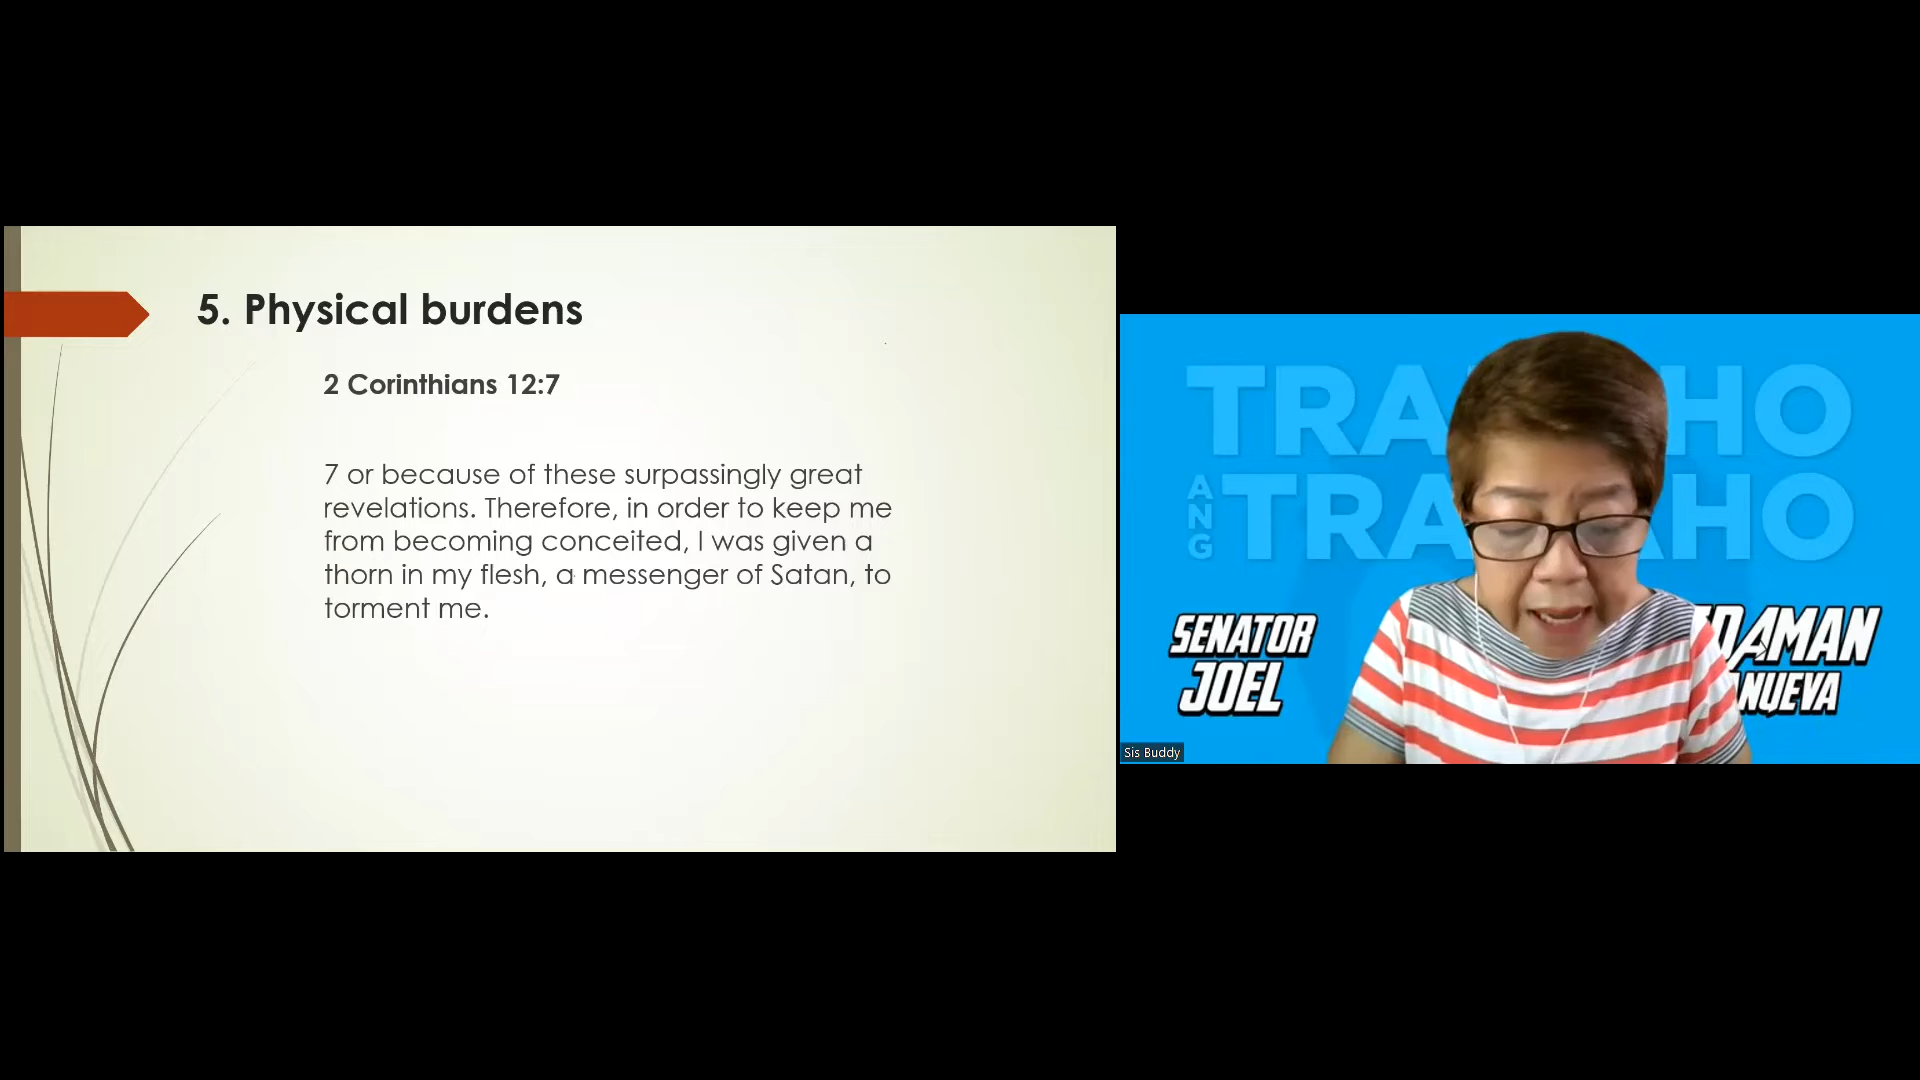 5. Physical burdens
2 Corinthians 12:7
7 or because of these surpassingly great
revelations. Therefore, in order to keep me
from becoming conceited, I was given a
thorn in my flesh, a messenger of Satan, to
torment me.
ANG
SENATOR
JOEL
Sis Buddy